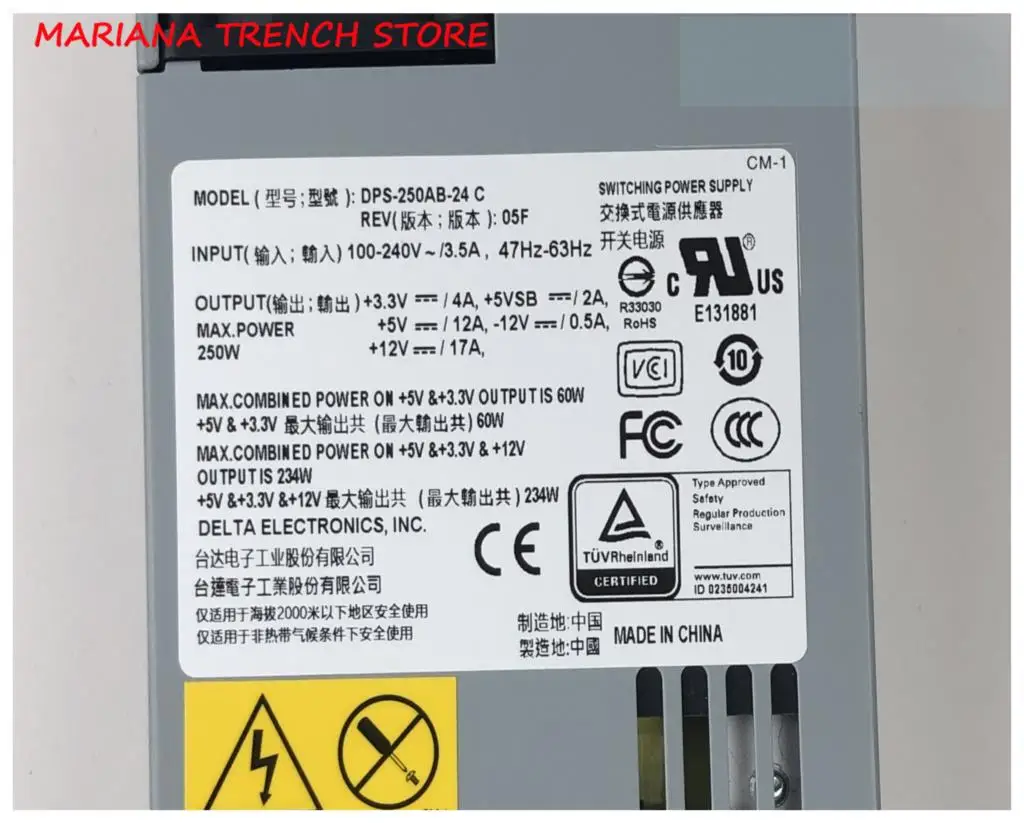 MARIANA TRENCH STORE
CM-1
MODEL (型号;型號): DPS-250AB-24 C
REV(版本;版本): 05F
INPUT(输入;輸入) 100-240V~/3.5A, 47Hz-63Hz
SWITCHING POWER SUPPLY
交換式電源供應器
开关电源
OUTPUT(输出;輸出)+3.3V ⎓/4A, +5VSB ⎓/2A,
MAX.POWER +5V ⎓/12A, -12V ⎓/0.5A,
250W +12V ⎓/17A,
R33030
RoHS
C RU ® US
E131881
VCI
10
FC
CCC
MAX.COMBINED POWER ON +5V &+3.3V OUTPUT IS 60W
+5V & +3.3V 最大输出共 (最大輸出共)60W
MAX.COMBINED POWER ON +5V &+3.3V & +12V
OUTPUT IS 234W
+5V &+3.3V &+12V 最大输出共 (最大輸出共)234W
DELTA ELECTRONICS, INC.
台达电子工业股份有限公司
台達電子工業股份有限公司
仅适用于海拔2000米以下地区安全使用
仅适用于非热带气候条件下安全使用
CE
TÜVRheinland®
CERTIFIED
Type Approved
Safety
Regular Production
Surveillance
www.tuv.com
ID 0235004241
制造地:中国
製造地:中國
MADE IN CHINA